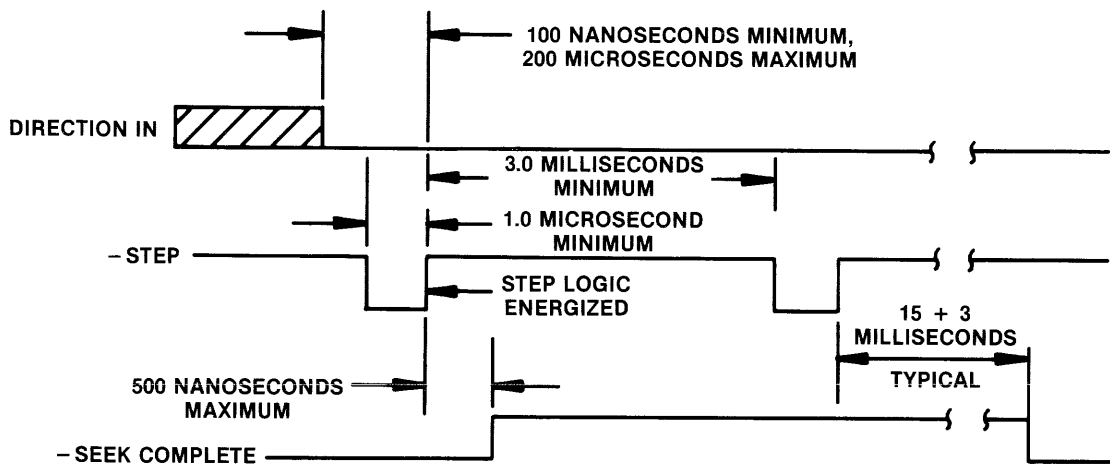 100 NANOSECONDS MINIMUM,
200 MICROSECONDS MAXIMUM
DIRECTION IN
3.0 MILLISECONDS
MINIMUM
1.0 MICROSECOND
MINIMUM
– STEP
STEP LOGIC
ENERGIZED
15 + 3
MILLISECONDS
TYPICAL
500 NANOSECONDS
MAXIMUM
– SEEK COMPLETE